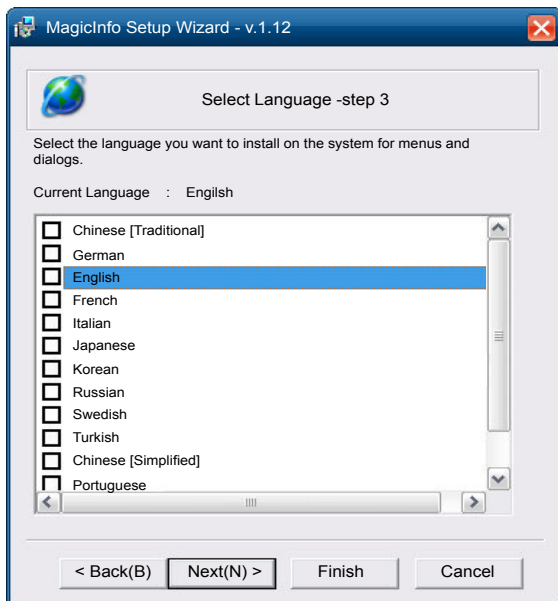 MagicInfo Setup Wizard - v.1.12
Select Language -step 3
Select the language you want to install on the system for menus and
dialogs.
Current Language : Engilsh
Chinese [Traditional]
German
English
French
Italian
Japanese
Korean
Russian
Swedish
Turkish
Chinese [Simplified]
Portuguese
< Back(B) Next(N) > Finish Cancel